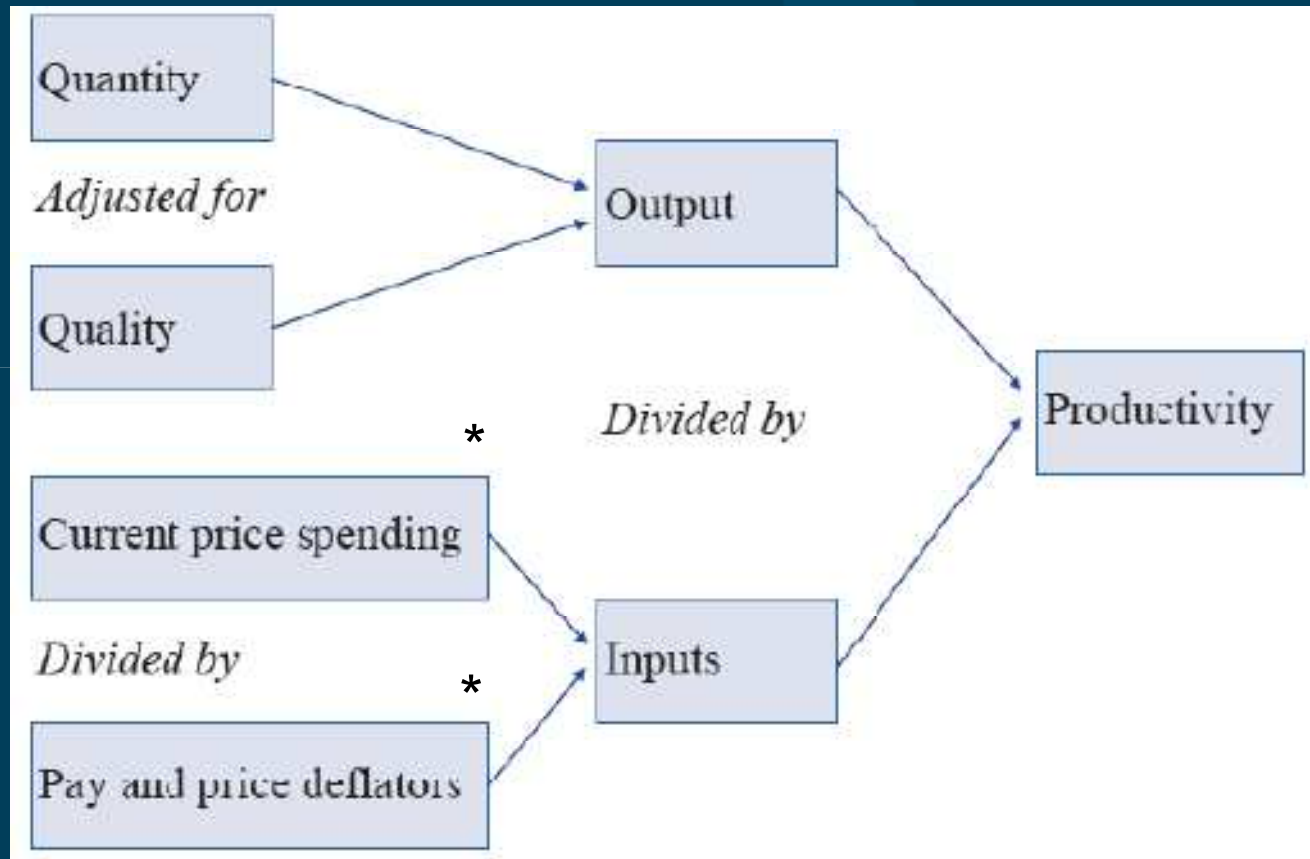 Quantity
Adjusted for
Quality
Output
Divided by
Productivity
*
Current price spending
Divided by
*
Pay and price deflators
Inputs